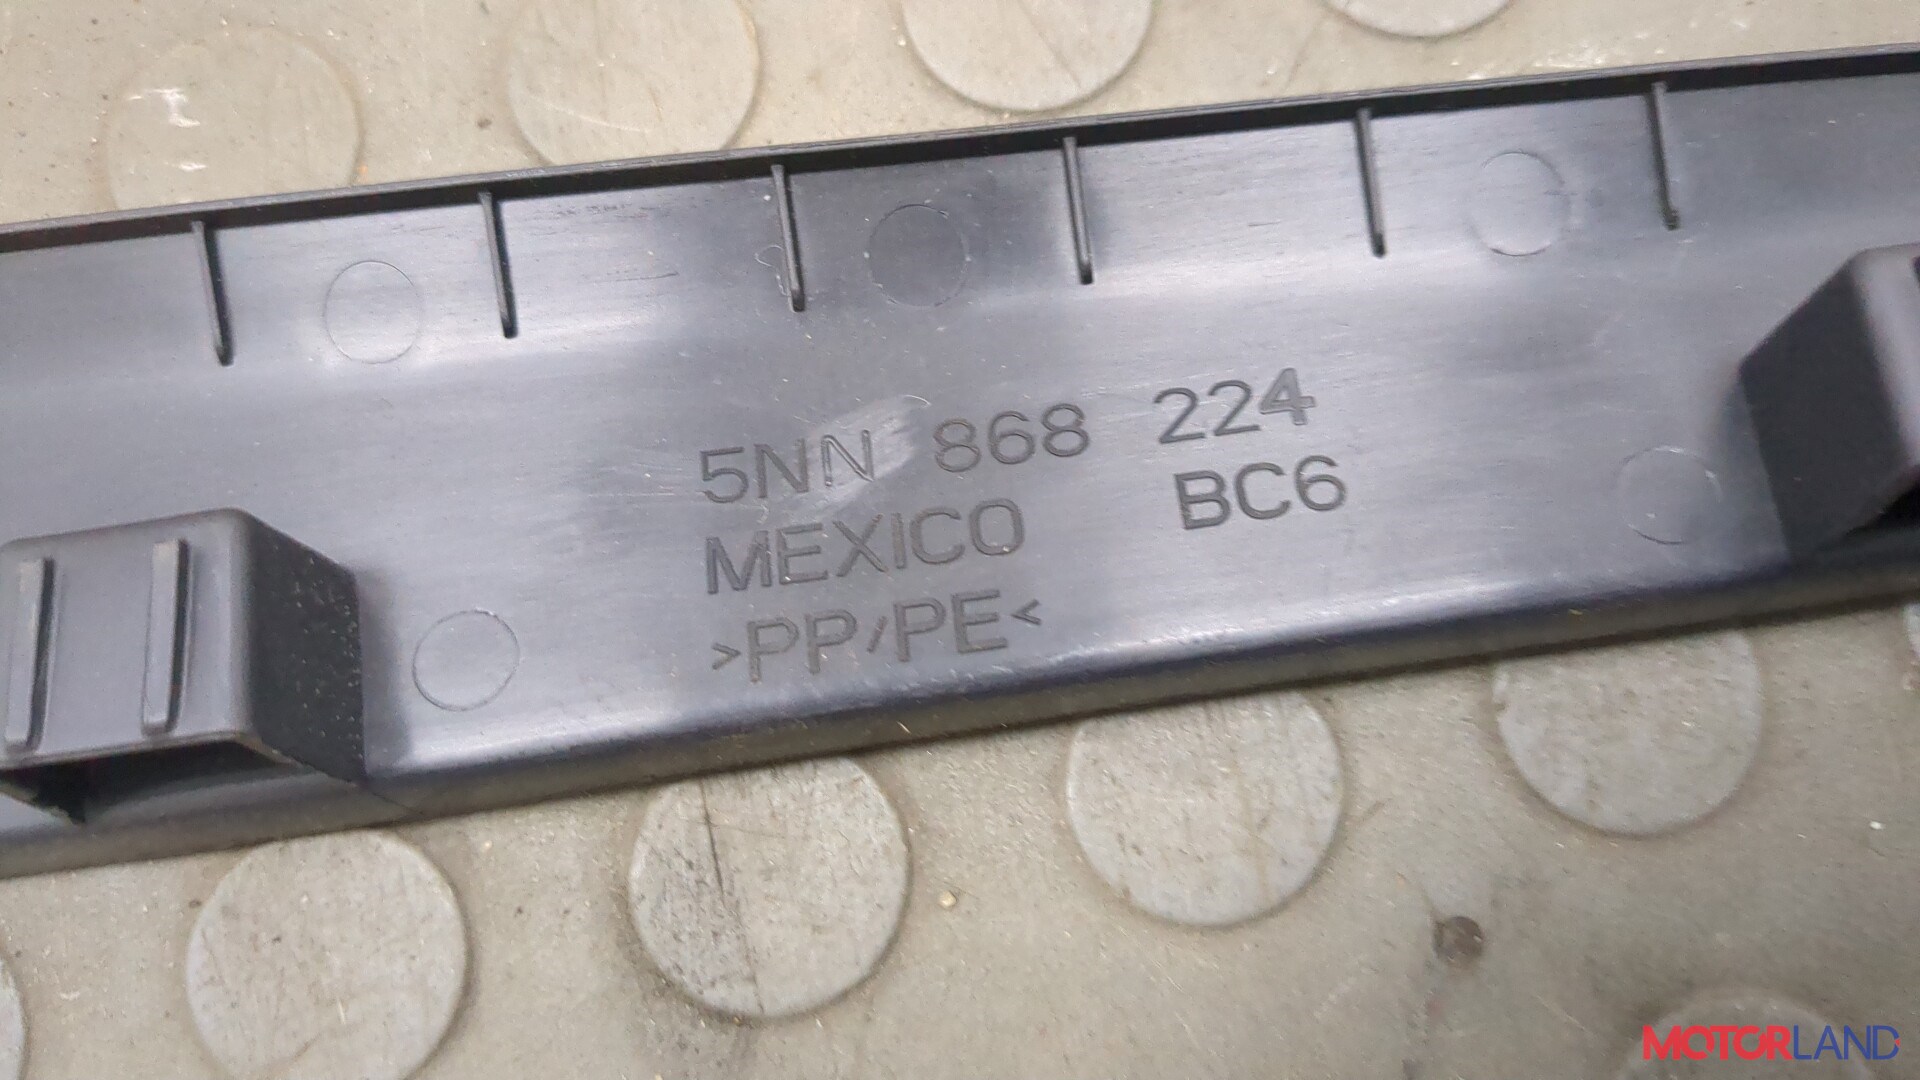 5NN 868 224
MEXICO BC6
>PP/PE<
MOTORLAND